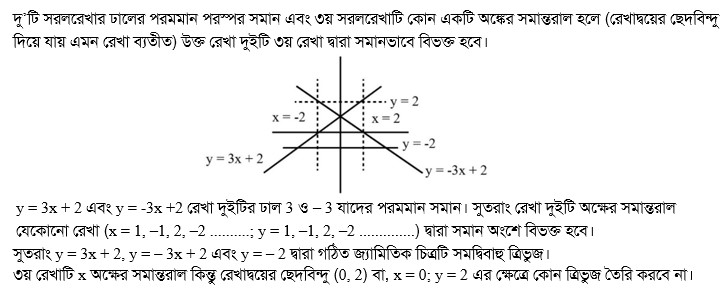 দু'টি সরলরেখার ঢালের পরমমান পরস্পর সমান এবং ৩য় সরলরেখাটি কোন একটি অক্ষের সমান্তরাল হলে (রেখাদ্বয়ের ছেদবিন্দু
দিয়ে যায় এমন রেখা ব্যতীত) উক্ত রেখা দুইটি ৩য় রেখা দ্বারা সমানভাবে বিভক্ত হবে।
y = 2
x = -2
x = 2
y = -2
y = 3x + 2
y = -3x + 2
y = 3x + 2 এবং y = -3x +2 রেখা দুইটির ঢাল 3 ও – 3 যাদের পরমমান সমান। সুতরাং রেখা দুইটি অক্ষের সমান্তরাল
যেকোনো রেখা (x = 1, –1, 2, –2 ..........; y = 1, –1, 2, –2 ..............) দ্বারা সমান অংশে বিভক্ত হবে।
সুতরাং y = 3x + 2, y = – 3x + 2 এবং y = – 2 দ্বারা গঠিত জ্যামিতিক চিত্রটি সমদ্বিবাহু ত্রিভুজ।
৩য় রেখাটি x অক্ষের সমান্তরাল কিন্তু রেখাদ্বয়ের ছেদবিন্দু (0, 2) বা, x = 0; y = 2 এর ক্ষেত্রে কোন ত্রিভুজ তৈরি করবে না।